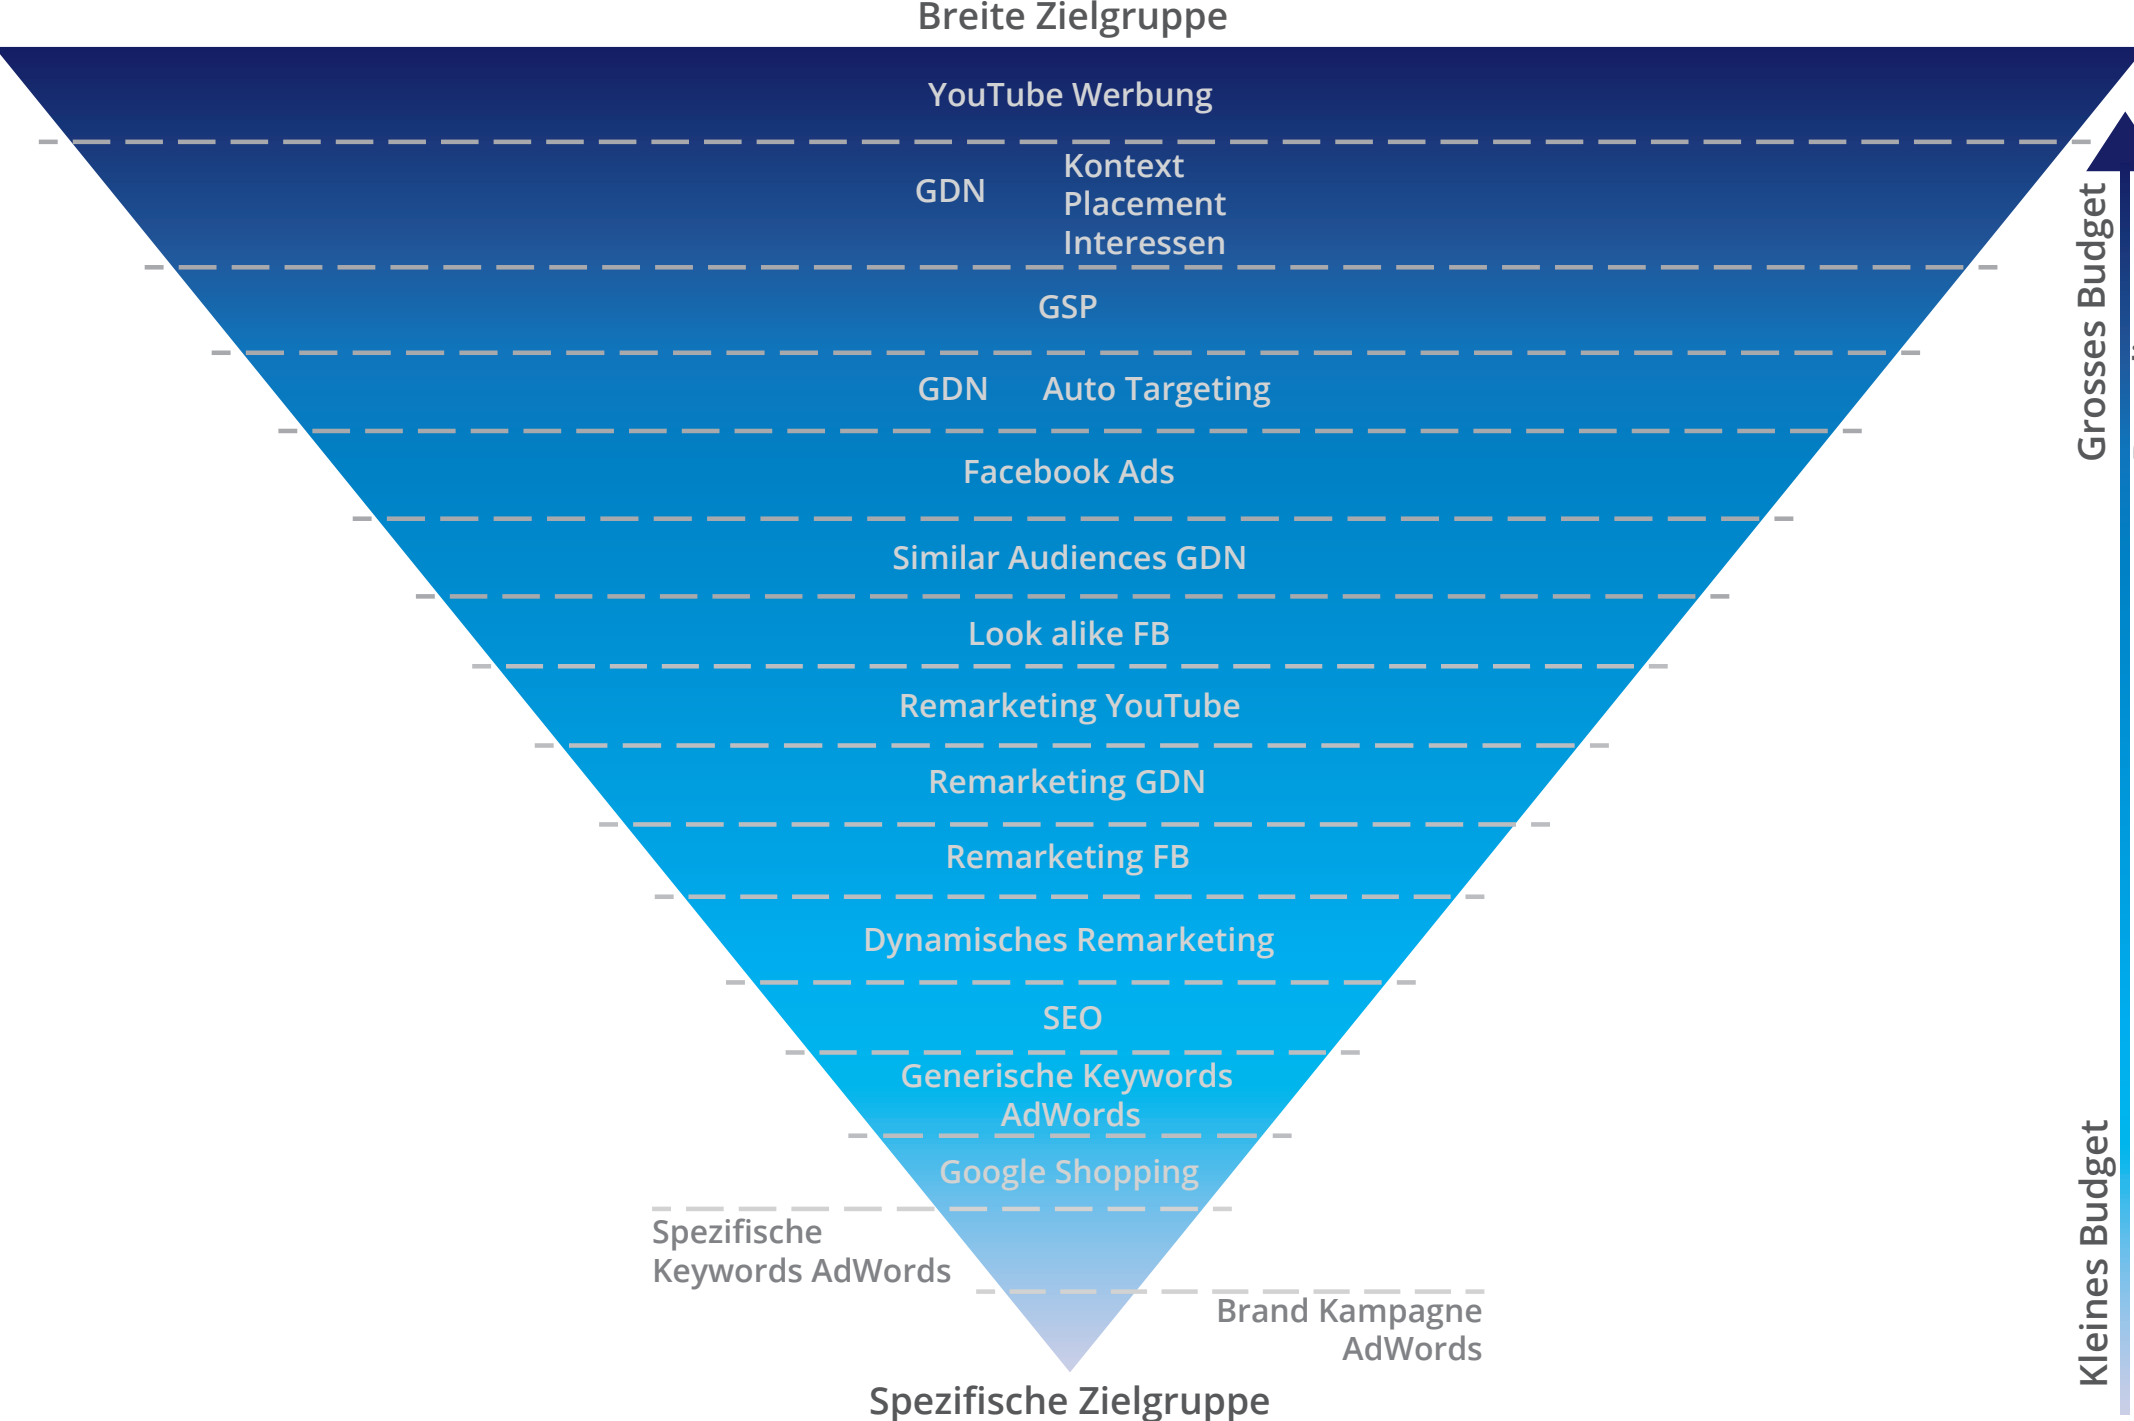 Breite Zielgruppe
YouTube Werbung
GDN
Kontext
Placement
Interessen
GSP
GDN Auto Targeting
Facebook Ads
Similar Audiences GDN
Look alike FB
Remarketing YouTube
Remarketing GDN
Remarketing FB
Dynamisches Remarketing
SEO
Generische Keywords
AdWords
Google Shopping
Spezifische
Keywords AdWords
Brand Kampagne
AdWords
Spezifische Zielgruppe
Grosses Budget
Kleines Budget